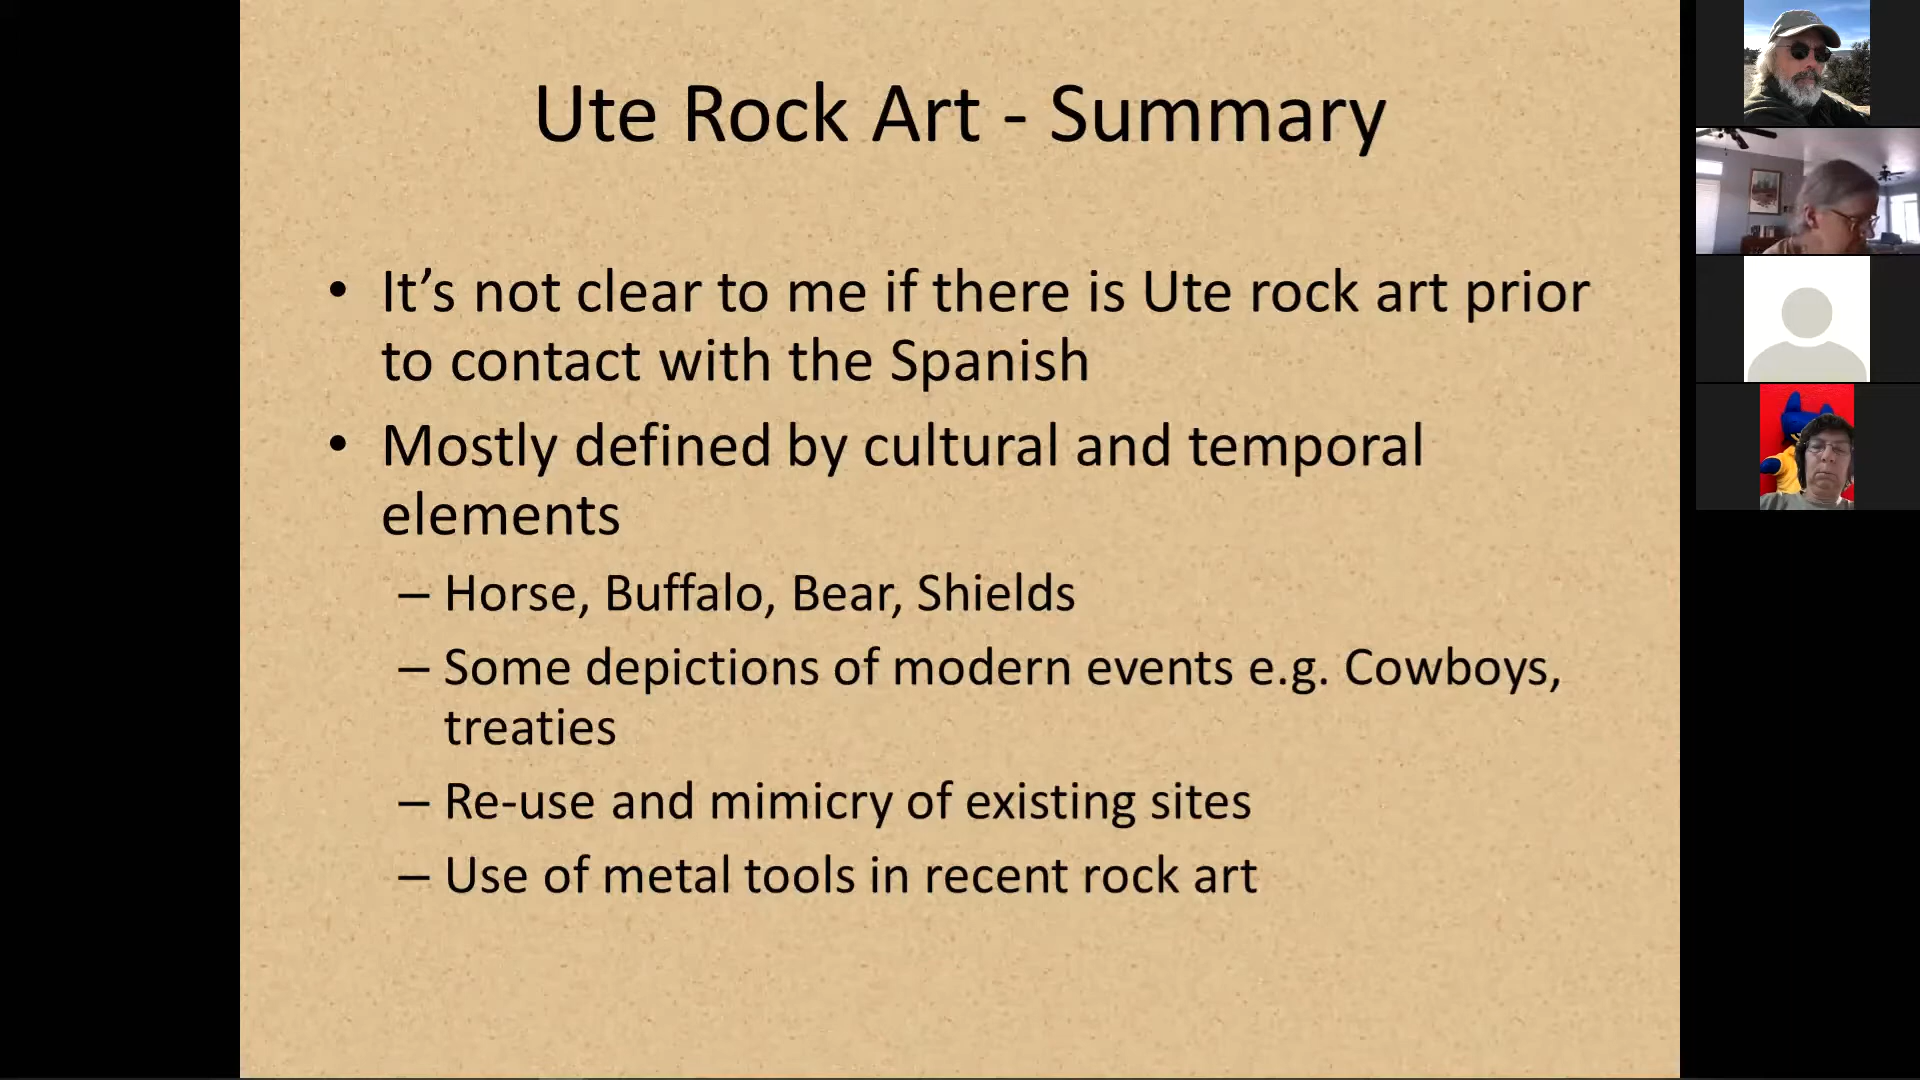 Ute Rock Art - Summary
• It’s not clear to me if there is Ute rock art prior
to contact with the Spanish
• Mostly defined by cultural and temporal
elements
– Horse, Buffalo, Bear, Shields
– Some depictions of modern events e.g. Cowboys,
treaties
– Re-use and mimicry of existing sites
– Use of metal tools in recent rock art